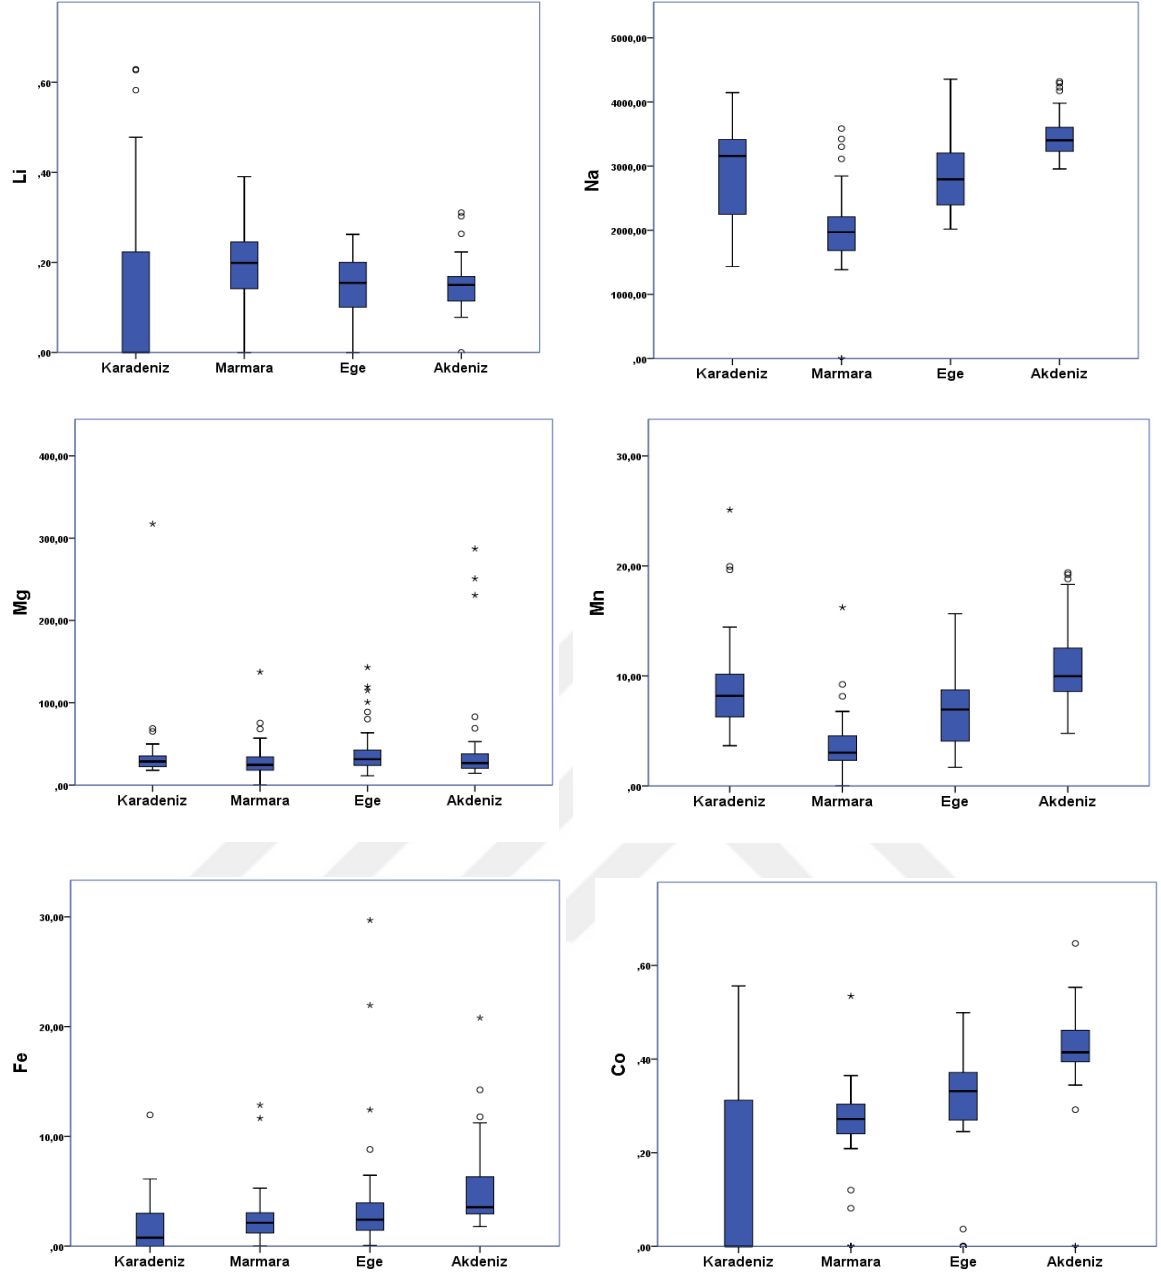 Li
,60
,40
,20
,00
Karadeniz Marmara Ege Akdeniz
Na
5000,00
4000,00
3000,00
2000,00
1000,00
,00
Karadeniz Marmara Ege Akdeniz
Mg
400,00
300,00
200,00
100,00
,00
Karadeniz Marmara Ege Akdeniz
Mn
30,00
20,00
10,00
,00
Karadeniz Marmara Ege Akdeniz
Fe
30,00
20,00
10,00
,00
Karadeniz Marmara Ege Akdeniz
Co
,60
,40
,20
,00
Karadeniz Marmara Ege Akdeniz